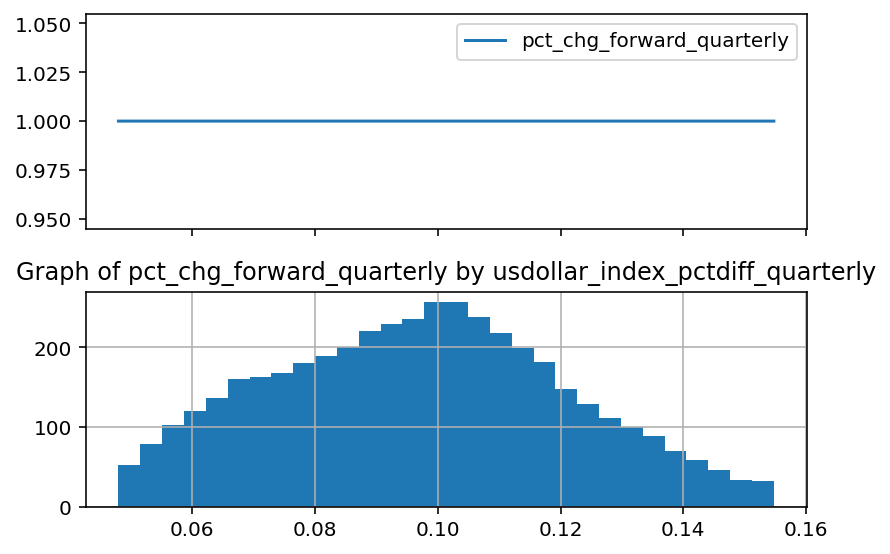 1.050
pct_chg_forward_quarterly
1.025
1.000
0.975
0.950
Graph of pct_chg_forward_quarterly by usdollar_index_pctdiff_quarterly
200
100
0
0.06 0.08 0.10 0.12 0.14 0.16